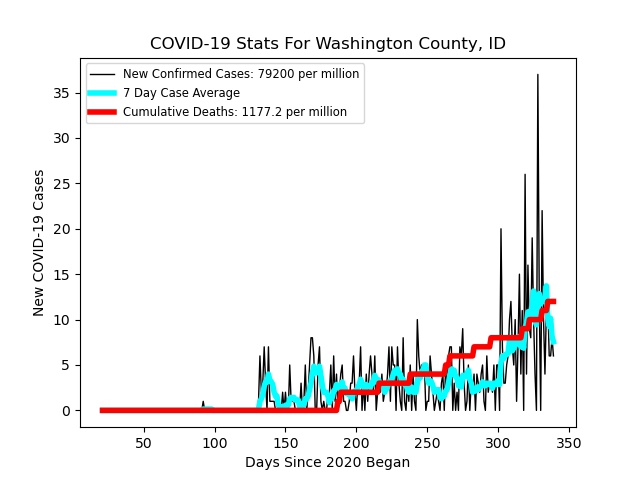 COVID-19 Stats For Washington County, ID
New Confirmed Cases: 79200 per million
7 Day Case Average
Cumulative Deaths: 1177.2 per million
New COVID-19 Cases
35
30
25
20
15
10
5
0
50
100
150
200
250
300
350
Days Since 2020 Began